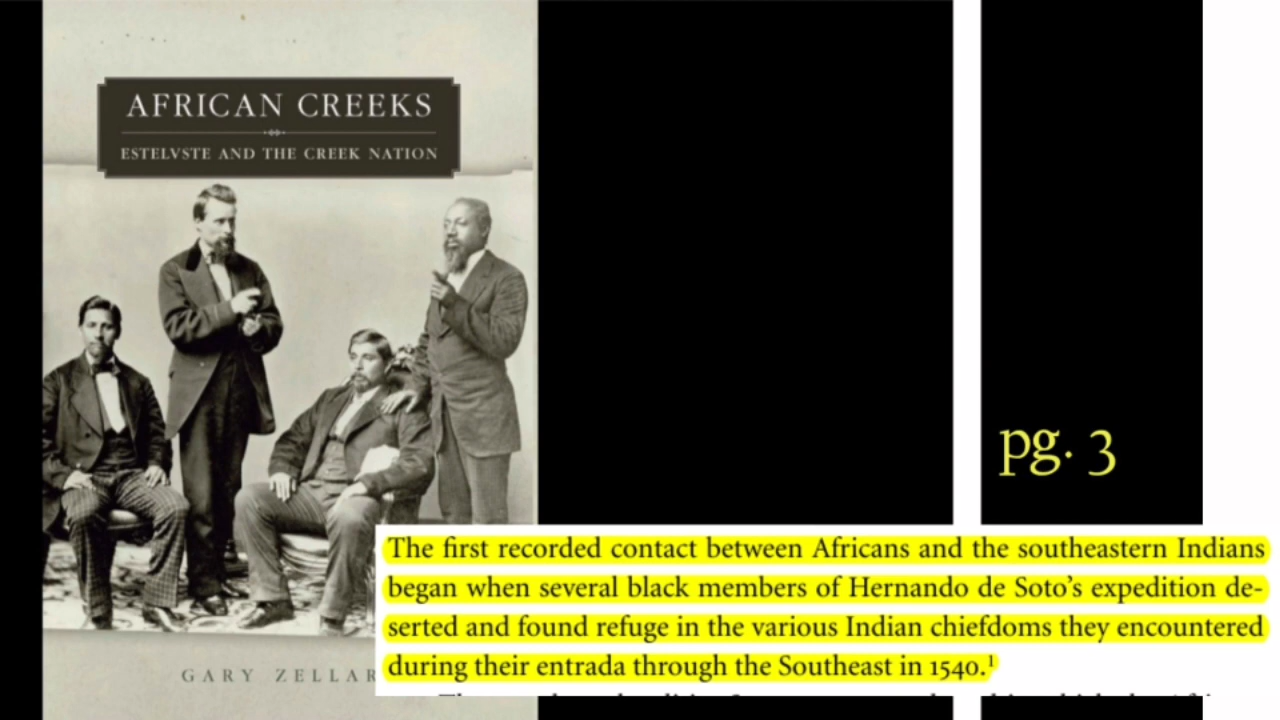 AFRICAN CREEKS
ESTELVSTE AND THE CREEK NATION
GARY ZELLAR
pg. 3
The first recorded contact between Africans and the southeastern Indians
began when several black members of Hernando de Soto's expedition de-
serted and found refuge in the various Indian chiefdoms they encountered
during their entrada through the Southeast in 1540.¹